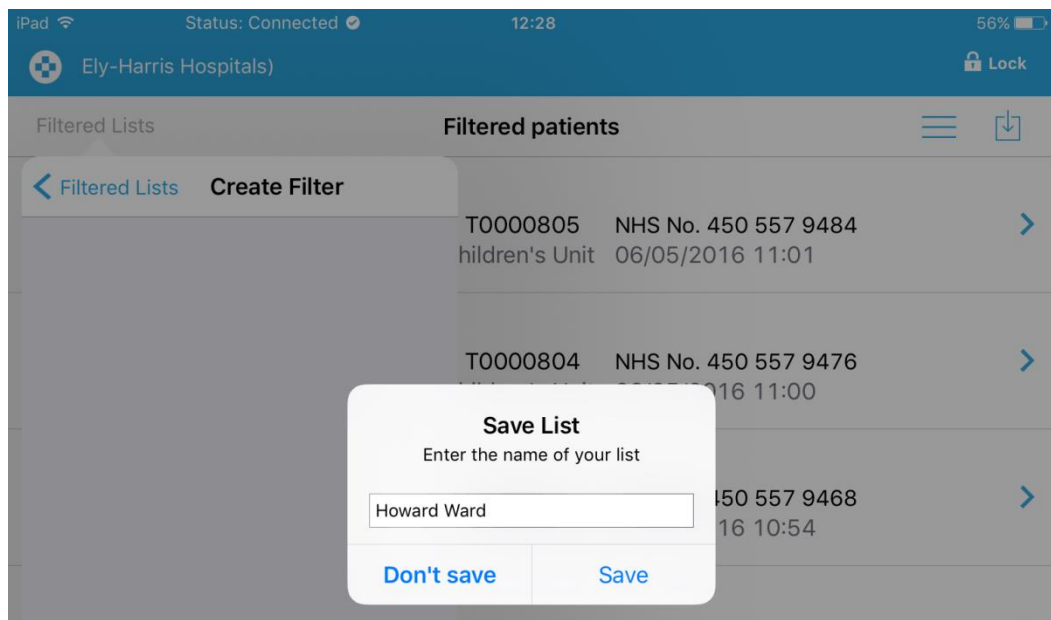 iPad Status: Connected 12:28 56%
Ely-Harris Hospitals) Lock
Filtered Lists Filtered patients
Filtered Lists Create Filter
T0000805 NHS No. 450 557 9484
hildren's Unit 06/05/2016 11:01
T0000804 NHS No. 450 557 9476
16 11:00
Save List
Enter the name of your list
Howard Ward
50 557 9468
16 10:54
Don't save Save